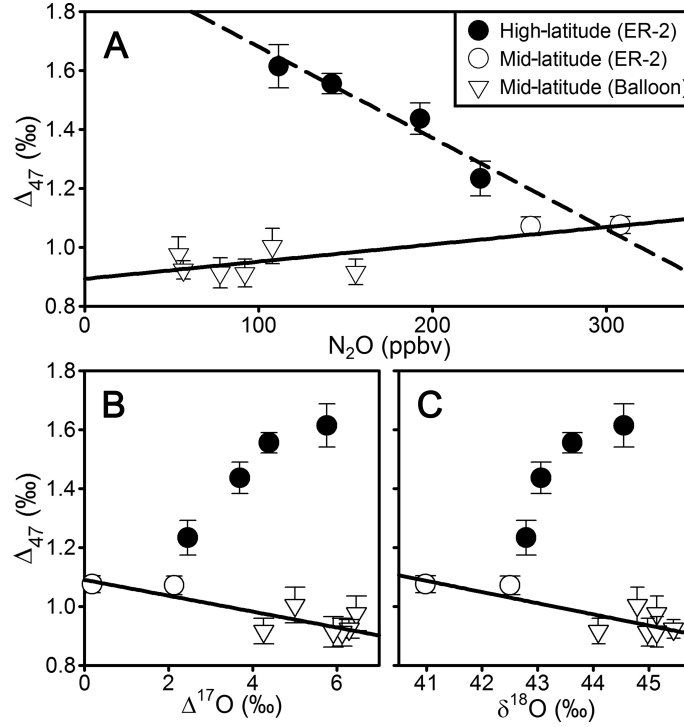 A
High-latitude (ER-2)
Mid-latitude (ER-2)
Mid-latitude (Balloon)
1.8
1.6
1.4
1.2
1.0
0.8
Δ47 (‰)
0 100 200 300
N2O (ppbv)
B
1.8
1.6
1.4
1.2
1.0
0.8
Δ47 (‰)
0 2 4 6
Δ17O (‰)
C
41 42 43 44 45
δ18O (‰)